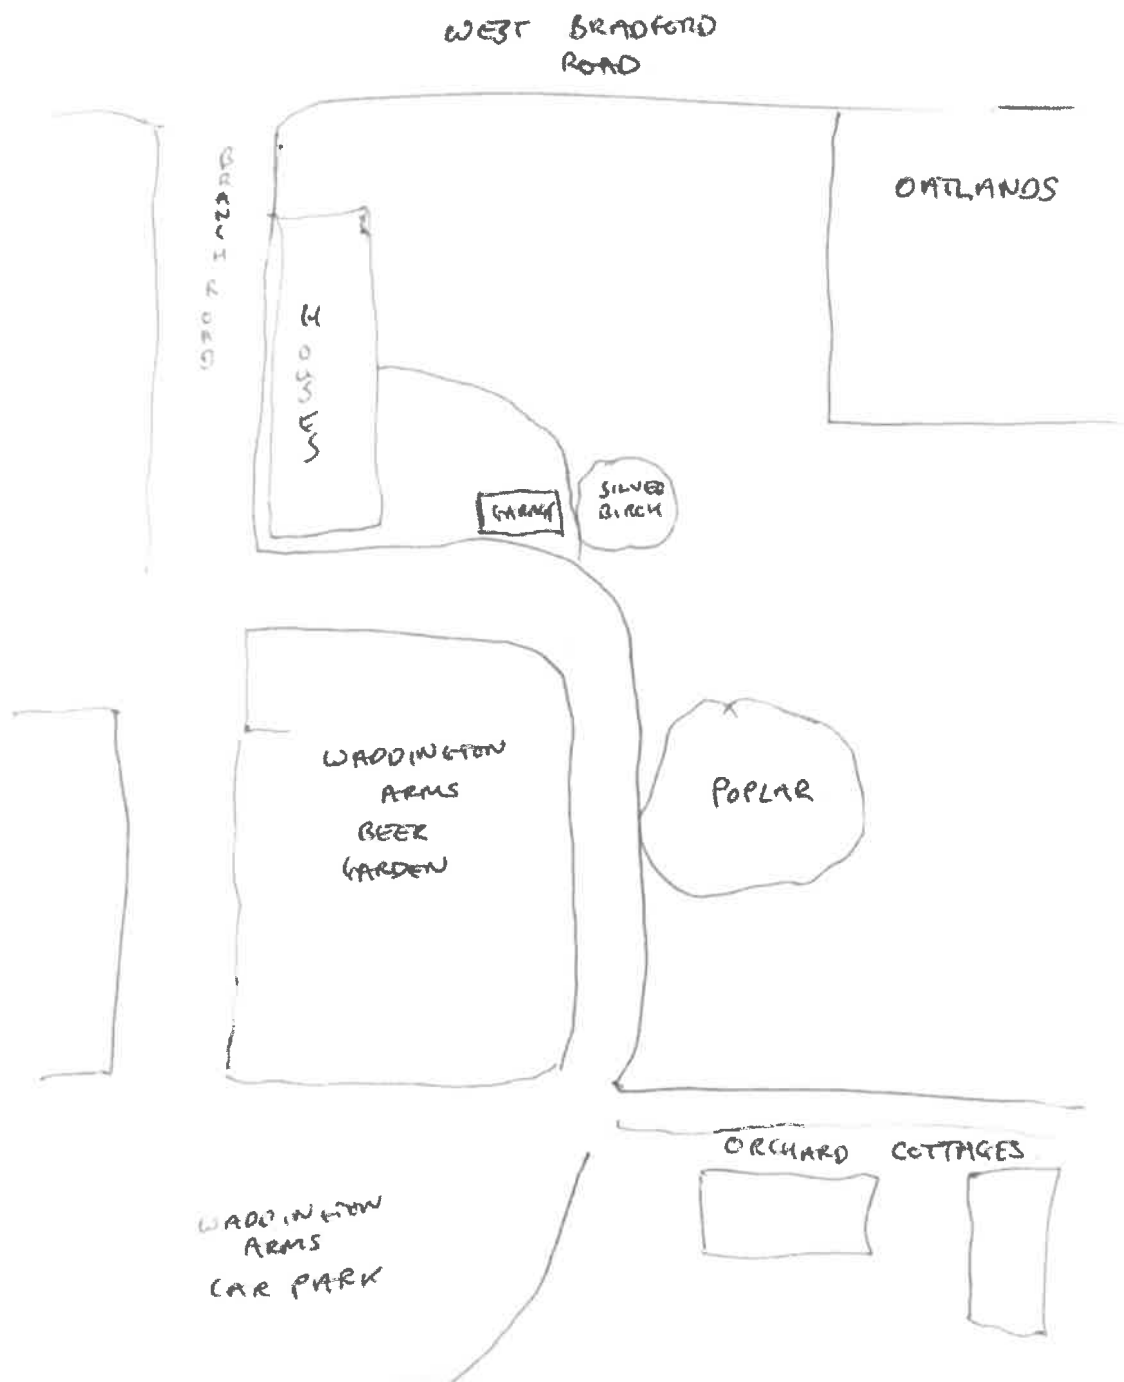 WEST BRADFORD
ROAD
BRANCH ROAD
OATLANDS
HOUSES
GARAGE
SILVER
BIRCH
WADDINGTON
ARMS
BEER
GARDEN
POPLAR
ORCHARD COTTAGES
WADDINGTON
ARMS
CAR PARK